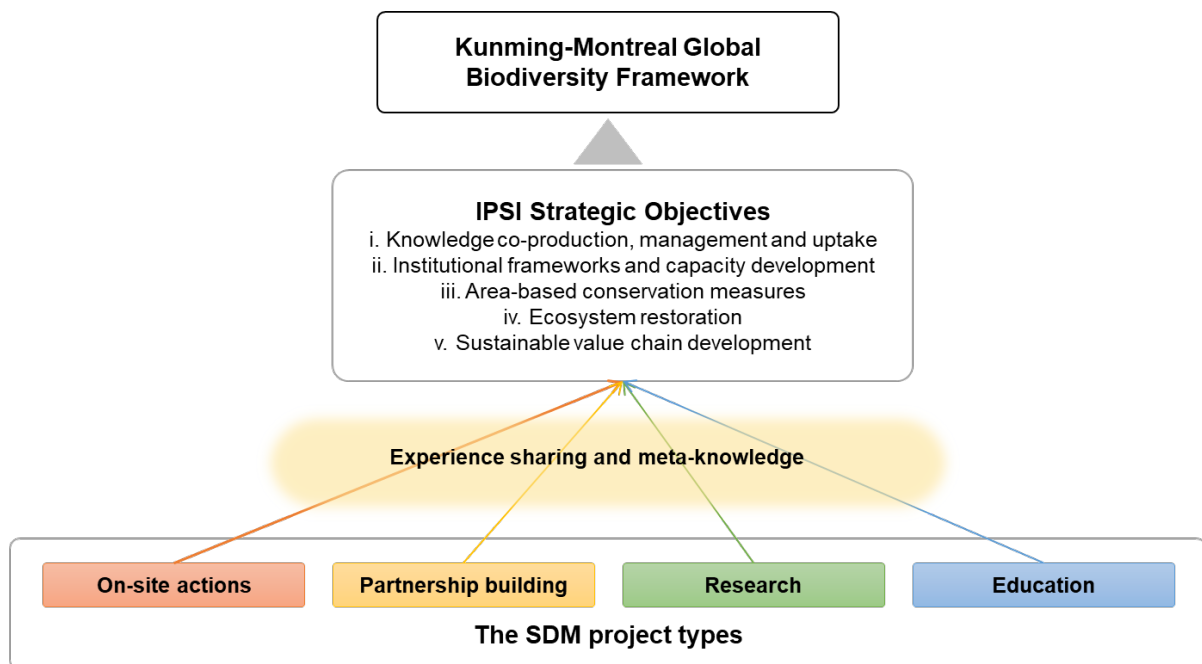 Kunming-Montreal Global
Biodiversity Framework
IPSI Strategic Objectives
i. Knowledge co-production, management and uptake
ii. Institutional frameworks and capacity development
iii. Area-based conservation measures
iv. Ecosystem restoration
v. Sustainable value chain development
Experience sharing and meta-knowledge
On-site actions
Partnership building
Research
Education
The SDM project types